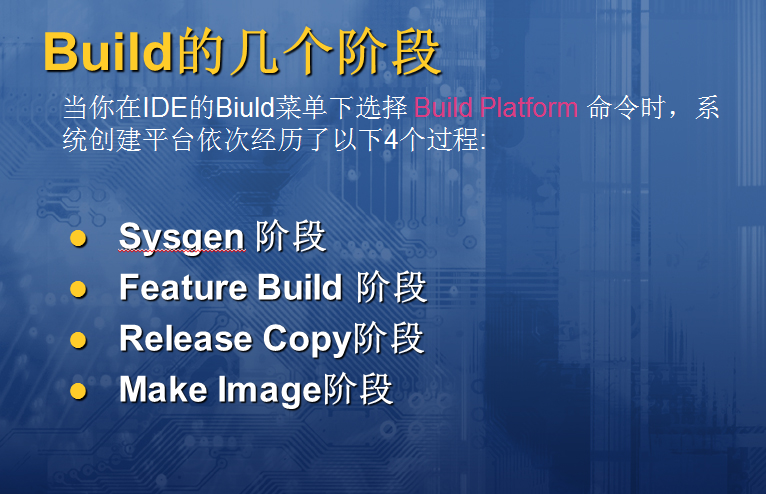 Build的几个阶段
当你在IDE的Biuld菜单下选择 Build Platform 命令时，系
统创建平台依次经历了以下4个过程:
● Sysgen 阶段
● Feature Build 阶段
● Release Copy阶段
● Make Image阶段